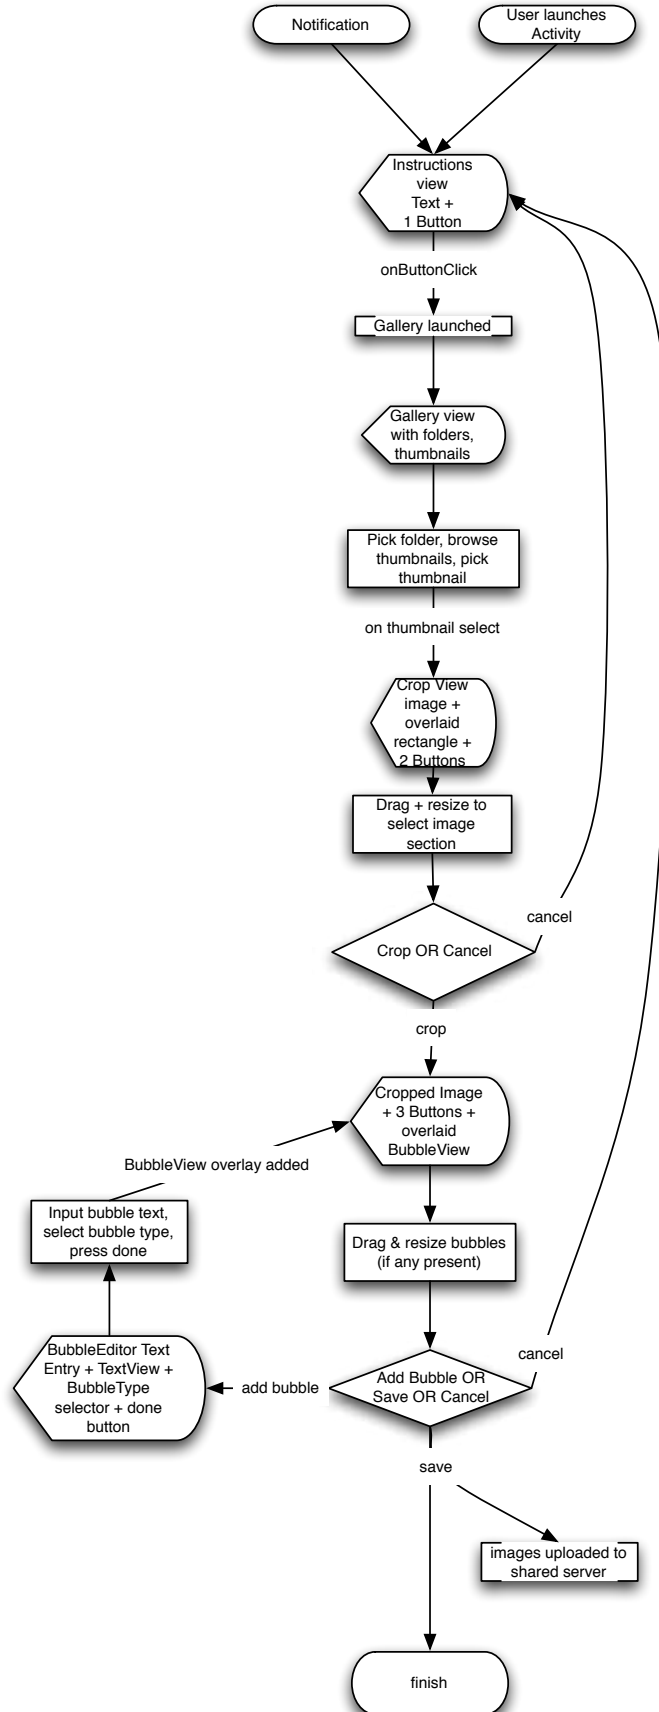 Notification
User launches
Activity
Instructions
view
Text +
1 Button
onButtonClick
Gallery launched
Gallery view
with folders,
thumbnails
Pick folder, browse
thumbnails, pick
thumbnail
on thumbnail select
Crop View
image +
overlaid
rectangle +
2 Buttons
Drag + resize to
select image
section
Crop OR Cancel
cancel
crop
Cropped Image
+ 3 Buttons +
overlaid
BubbleView
BubbleView overlay added
Input bubble text,
select bubble type,
press done
Drag & resize bubbles
(if any present)
BubbleEditor Text
Entry + TextView +
BubbleType
selector + done
button
add bubble
Add Bubble OR
Save OR Cancel
cancel
save
images uploaded to
shared server
finish